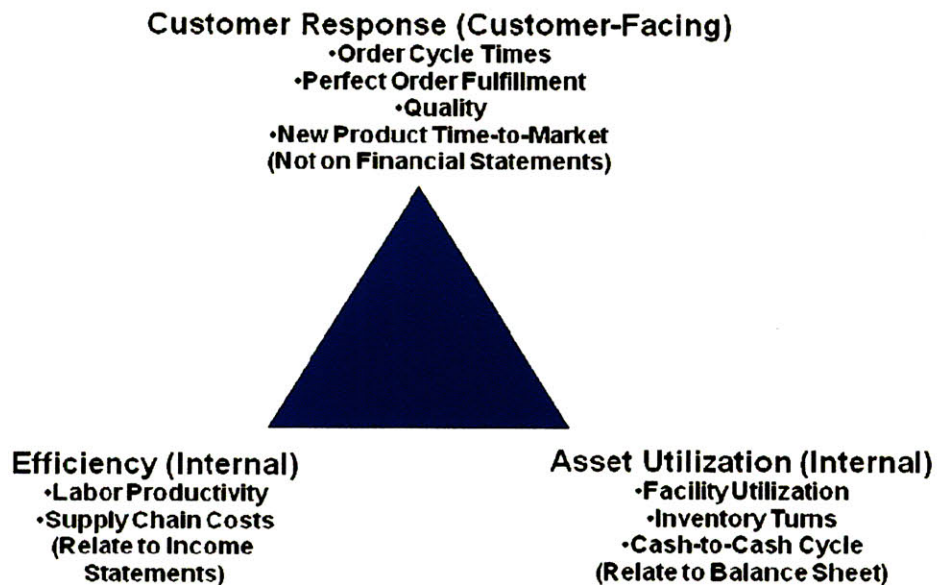 Customer Response (Customer-Facing)
•Order Cycle Times
•Perfect Order Fulfillment
•Quality
•New Product Time-to-Market
(Not on Financial Statements)
Efficiency (Internal)
•Labor Productivity
•Supply Chain Costs
(Relate to Income
Statements)
Asset Utilization (Internal)
•Facility Utilization
•Inventory Turns
•Cash-to-Cash Cycle
(Relate to Balance Sheet)